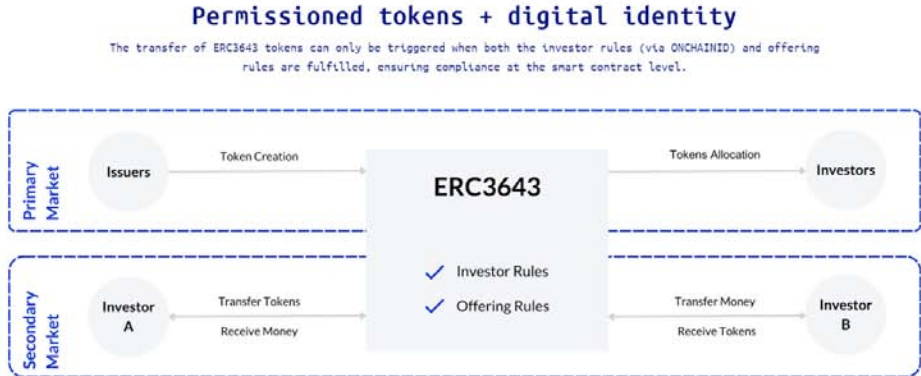 Permissioned tokens + digital identity
The transfer of ERC3643 tokens can only be triggered when both the investor rules (via ONCHAINID) and offering
rules are fulfilled, ensuring compliance at the smart contract level.
Primary
Market
Issuers
Token Creation
ERC3643
Tokens Allocation
Investors
Investor Rules
Offering Rules
Secondary
Market
Investor
A
Transfer Tokens
Receive Money
Transfer Money
Receive Tokens
Investor
B